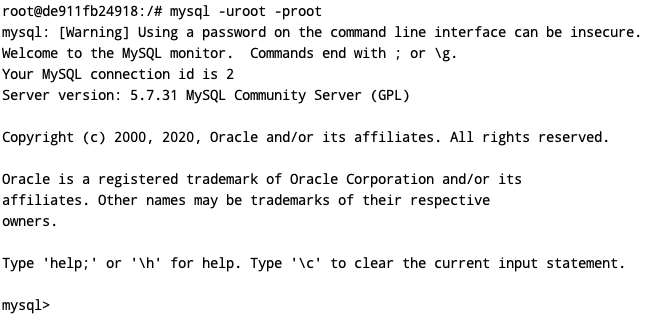 root@de911fb24918:/# mysql -uroot -proot
mysql: [Warning] Using a password on the command line interface can be insecure.
Welcome to the MySQL monitor.  Commands end with ; or \g.
Your MySQL connection id is 2
Server version: 5.7.31 MySQL Community Server (GPL)

Copyright (c) 2000, 2020, Oracle and/or its affiliates. All rights reserved.

Oracle is a registered trademark of Oracle Corporation and/or its
affiliates. Other names may be trademarks of their respective
owners.

Type 'help;' or '\h' for help. Type '\c' to clear the current input statement.

mysql>